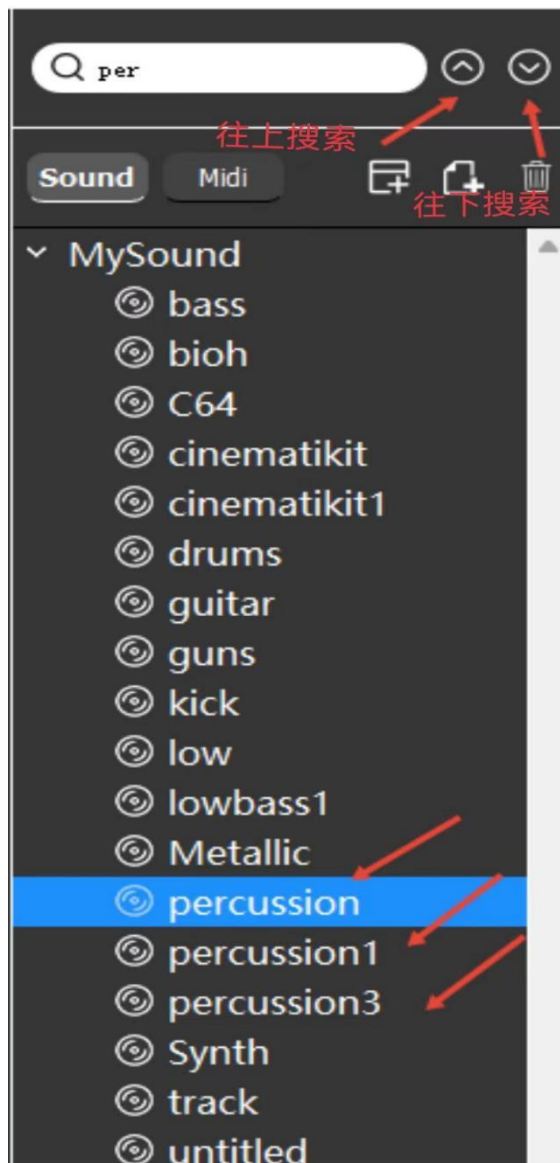 per
往上搜索
Sound Midi
往下搜索
MySound
bass
bioh
C64
cinematikit
cinematikit1
drums
guitar
guns
kick
low
lowbass1
Metallic
percussion
percussion1
percussion3
Synth
track
untitled